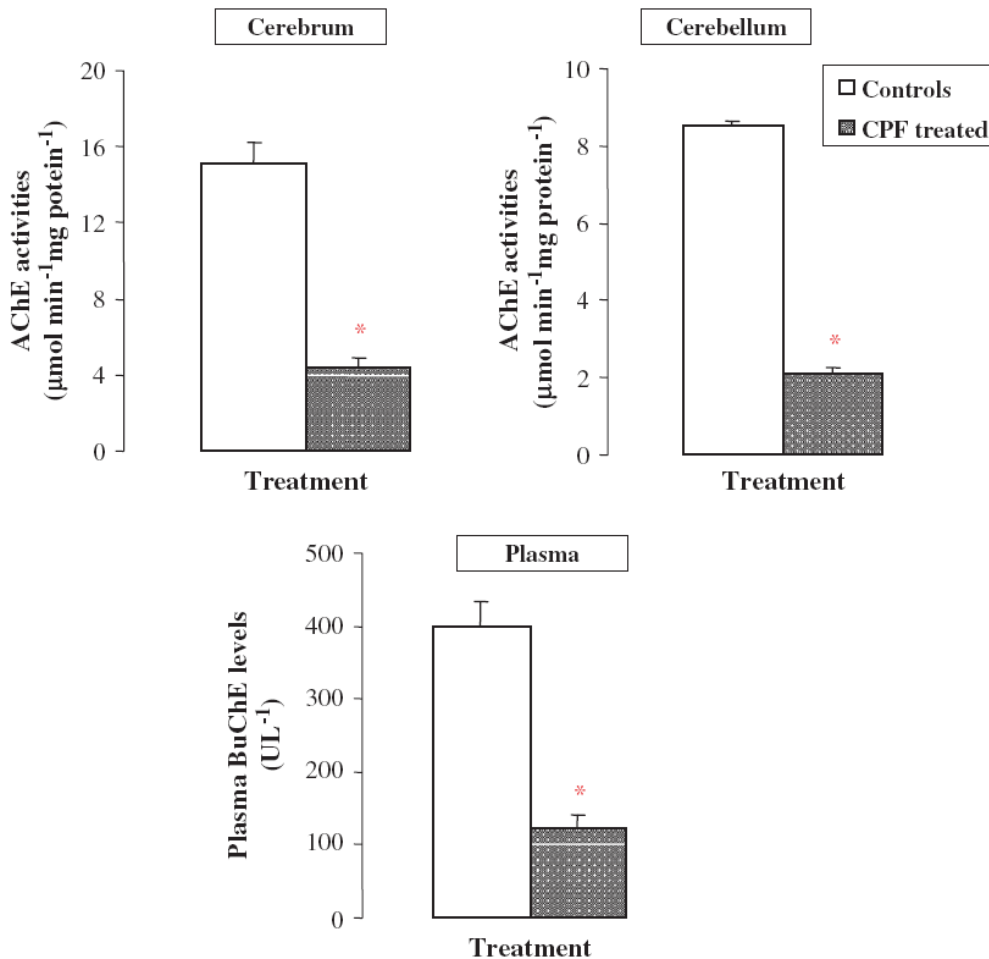 Cerebrum
20
16
12
8
4
0
AChE activities
(μmol min⁻¹mg potein⁻¹)
*
Treatment
Cerebellum
10
8
6
4
2
0
AChE activities
(μmol min⁻¹mg protein⁻¹)
*
Treatment
Controls
CPF treated
Plasma
500
400
300
200
100
0
Plasma BuChE levels
(UL⁻¹)
*
Treatment